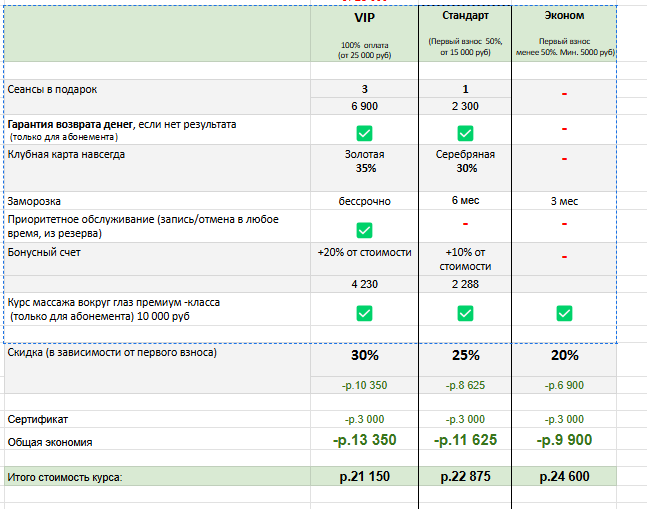 VIP Стандарт Эконом
100% оплата (Первый взнос 50%, Первый взнос
(от 25 000 руб) от 15 000 руб) менее 50%. Мин. 5000 руб)
Сеансы в подарок 3 1 -
6 900 2 300
Гарантия возврата денег, если нет результата -
(только для абонемента)
Клубная карта навсегда Золотая Серебряная -
35% 30%
Заморозка бессрочно 6 мес 3 мес
Приоритетное обслуживание (запись/отмена в любое - -
время, из резерва)
Бонусный счет +20% от стоимости +10% от -
стоимости
4 230 2 288
Курс массажа вокруг глаз премиум -класса
(только для абонемента) 10 000 руб
Скидка (в зависимости от первого взноса) 30% 25% 20%
-р.10 350 -р.8 625 -р.6 900
Сертификат -р.3 000 -р.3 000 -р.3 000
Общая экономия -р.13 350 -р.11 625 -р.9 900
Итого стоимость курса: р.21 150 р.22 875 р.24 600